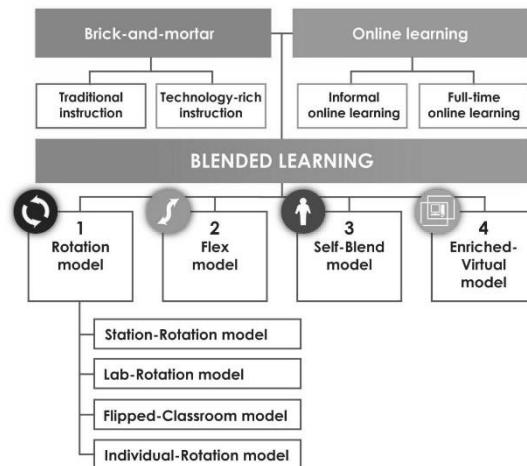 Brick-and-mortar
Online learning
Traditional
instruction
Technology-rich
instruction
Informal
online learning
Full-time
online learning
BLENDED LEARNING
1
Rotation
model
2
Flex
model
3
Self-Blend
model
4
Enriched-
Virtual
model
Station-Rotation model
Lab-Rotation model
Flipped-Classroom model
Individual-Rotation model